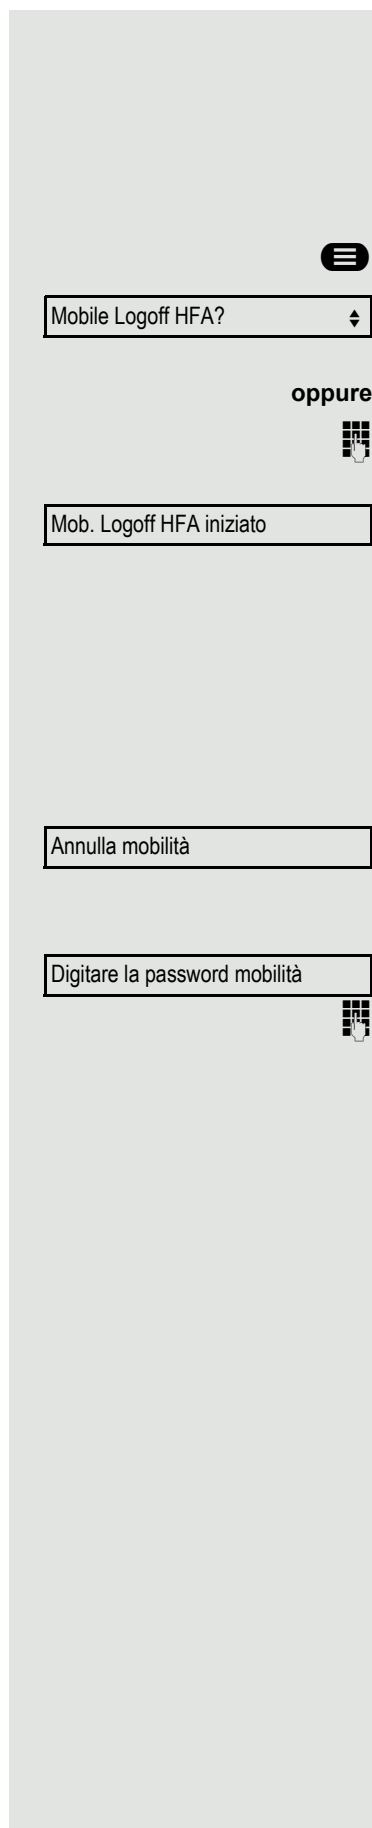 Mobile Logoff HFA?
oppure
Mob. Logoff HFA iniziato
Annulla mobilità
Digitare la password mobilità